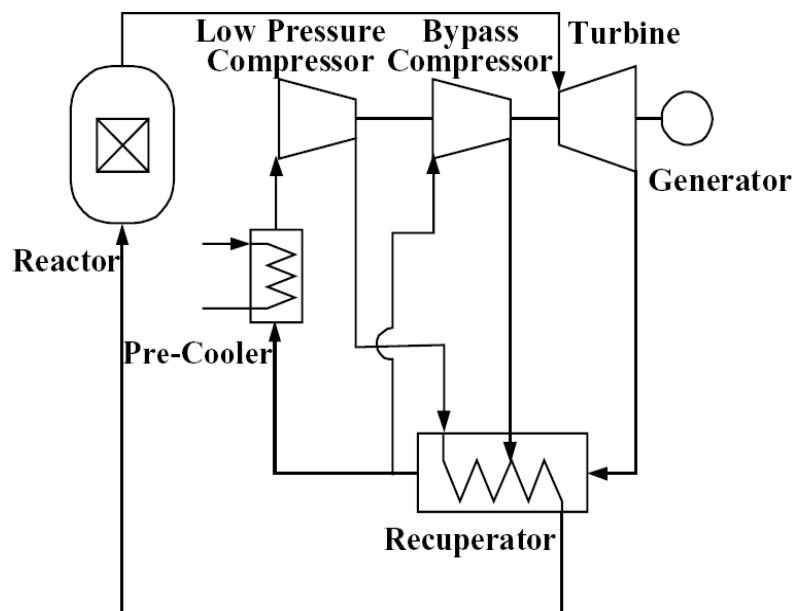 Low Pressure
Compressor
Bypass
Compressor
Turbine
Generator
Reactor
Pre-Cooler
Recuperator